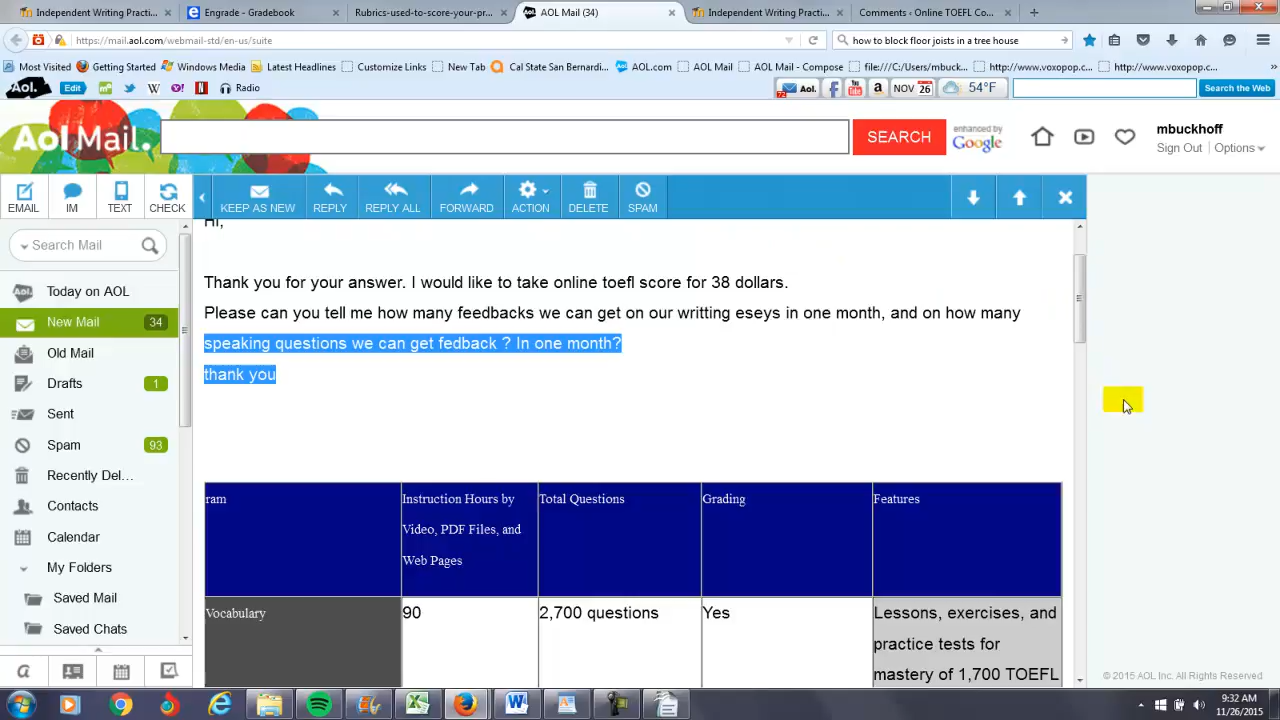 Independent Writing Practi...
Engrade - Gradebook
Rubrics-used-to-score-your-pr...
AOL Mail (34)
Independent Writing Practi...
Comments ‹ Online TOEFL Co...
https://mail.aol.com/webmail-std/en-us/suite
how to block floor joists in a tree house
Most Visited
Getting Started
Windows Media
Latest Headlines
Customize Links
New Tab
Cal State San Bernardi...
AOL.com
AOL Mail
AOL Mail - Compose
file:///C:/Users/mbuck...
http://www.voxopop.c...
http://www.voxopop.c...
Aol.
Edit
Radio
72
Aol.
You Tube
NOV 26
54°F
Search the Web
Aol Mail.
SEARCH
enhanced by Google
mbuckhoff
Sign Out
Options
EMAIL
IM
TEXT
CHECK
KEEP AS NEW
REPLY
REPLY ALL
FORWARD
ACTION
DELETE
SPAM
Search Mail
Today on AOL
New Mail 34
Old Mail
Drafts 1
Sent
Spam 93
Recently Del...
Contacts
Calendar
My Folders
Saved Mail
Saved Chats
Hi,
Thank you for your answer. I would like to take online toefl score for 38 dollars.
Please can you tell me how many feedbacks we can get on our writting eseys in one month, and on how many
speaking questions we can get fedback ? In one month?
thank you
ram
Instruction Hours by
Video, PDF Files, and
Web Pages
Total Questions
Grading
Features
Vocabulary
90
2,700 questions
Yes
Lessons, exercises, and
practice tests for
mastery of 1,700 TOEFL
© 2015 AOL Inc. All Rights Reserved
9:32 AM
11/26/2015